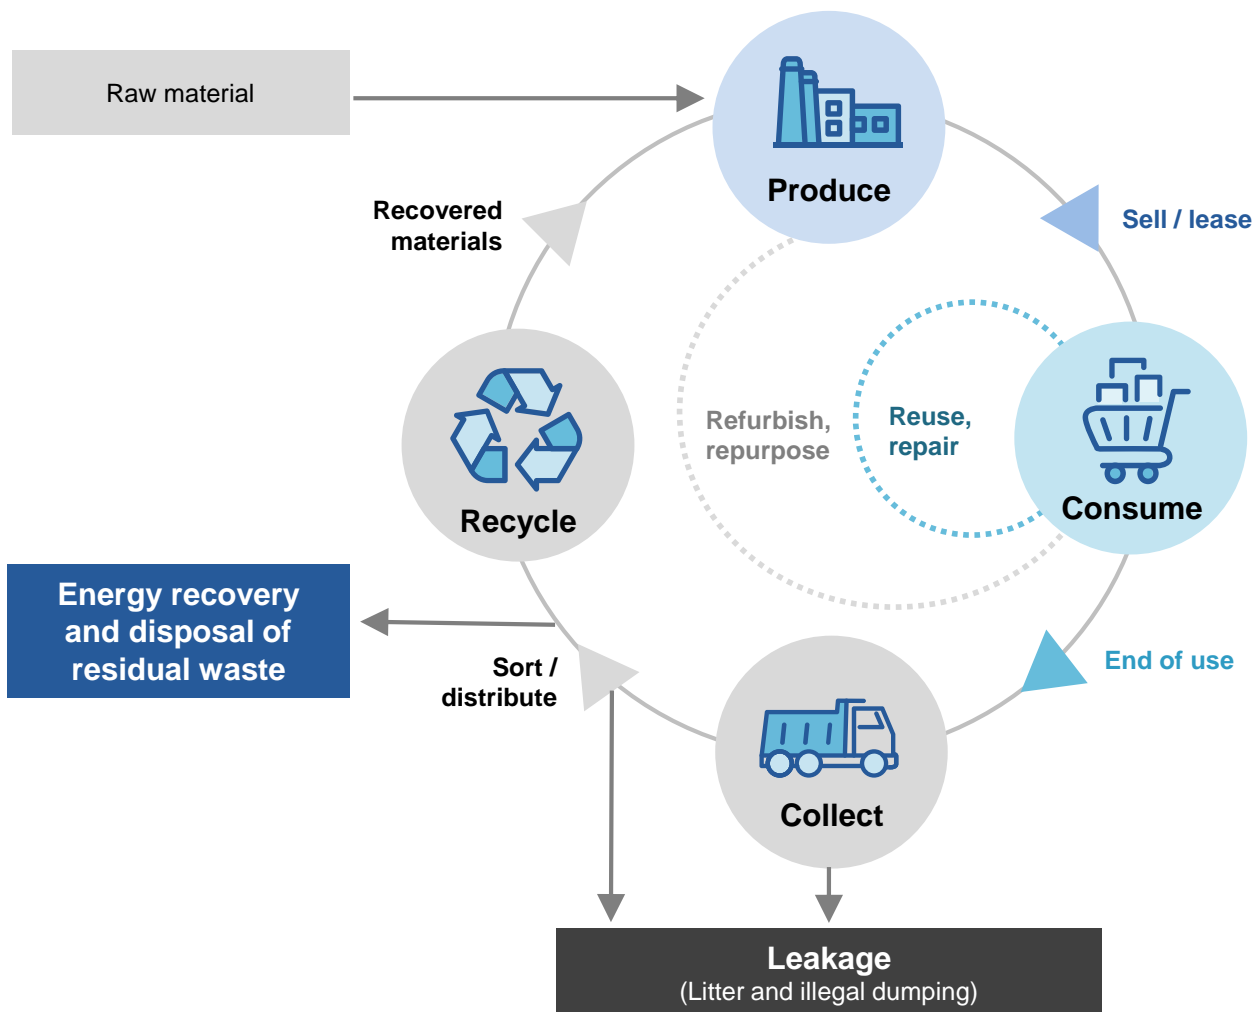 Raw material
Produce
Recovered
materials
Sell / lease
Refurbish,
repurpose
Reuse,
repair
Recycle
Consume
Energy recovery
and disposal of
residual waste
Sort /
distribute
End of use
Collect
Leakage
(Litter and illegal dumping)